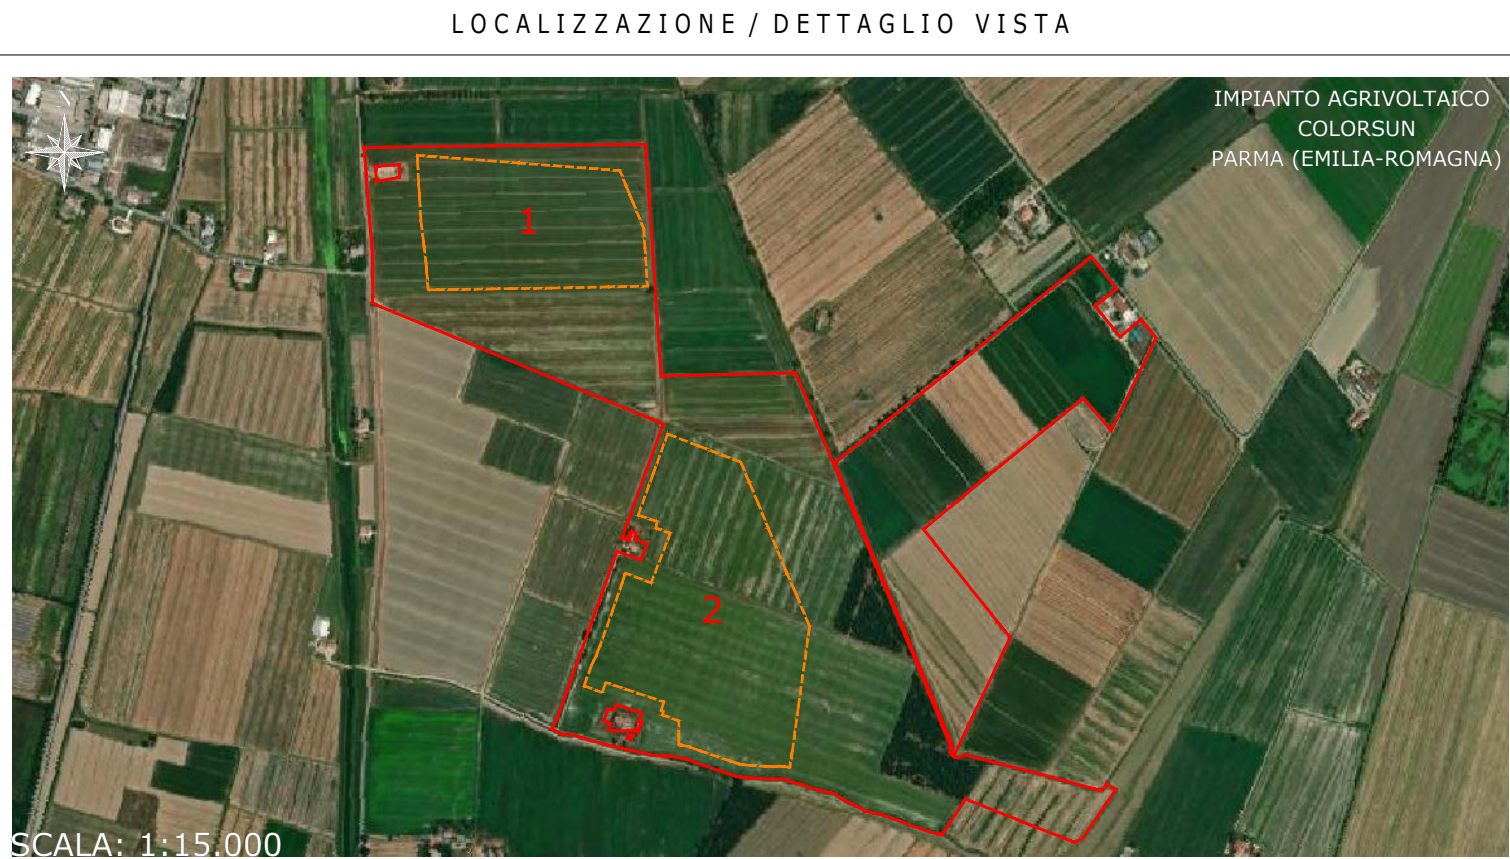 LOCALIZZAZIONE / DETTAGLIO VISTA
IMPIANTO AGRIVOLTAICO
COLORSUN
PARMA (EMILIA-ROMAGNA)
1
2
SCALA: 1:15.000